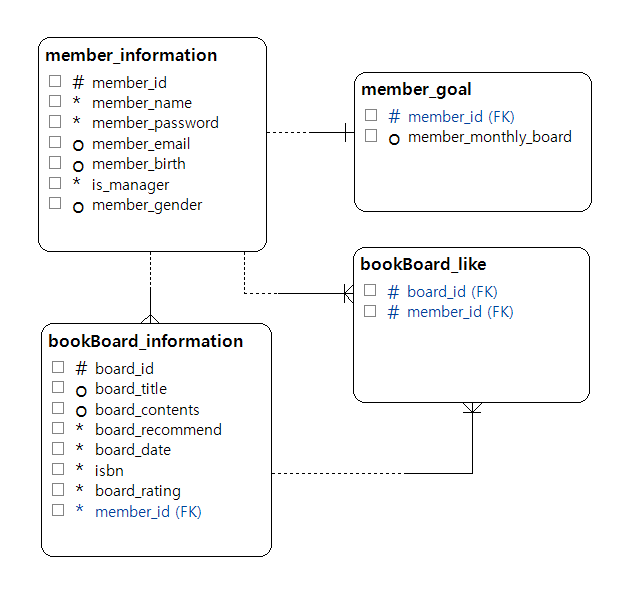 member_information
# member_id
* member_name
* member_password
o member_email
o member_birth
* is_manager
o member_gender
member_goal
# member_id (FK)
o member_monthly_board
bookBoard_like
# board_id (FK)
# member_id (FK)
bookBoard_information
# board_id
o board_title
o board_contents
* board_recommend
* board_date
* isbn
* board_rating
* member_id (FK)